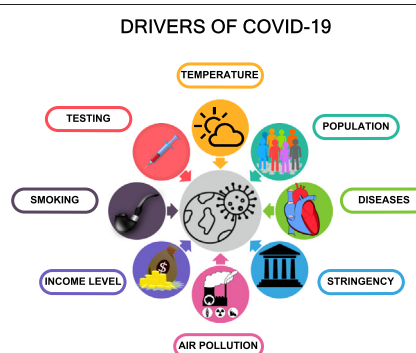 DRIVERS OF COVID-19
TEMPERATURE
TESTING
POPULATION
SMOKING
DISEASES
INCOME LEVEL
$
STRINGENCY
AIR POLLUTION